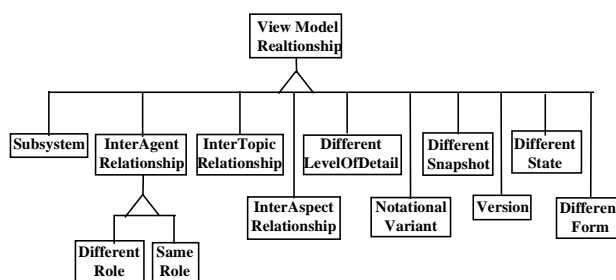 View Model
Realtionship
Subsystem
InterAgent
Relationship
InterTopic
Relationship
Different
LevelOfDetail
Different
Snapshot
Different
State
InterAspect
Relationship
Notational
Variant
Version
Different
Form
Different
Role
Same
Role